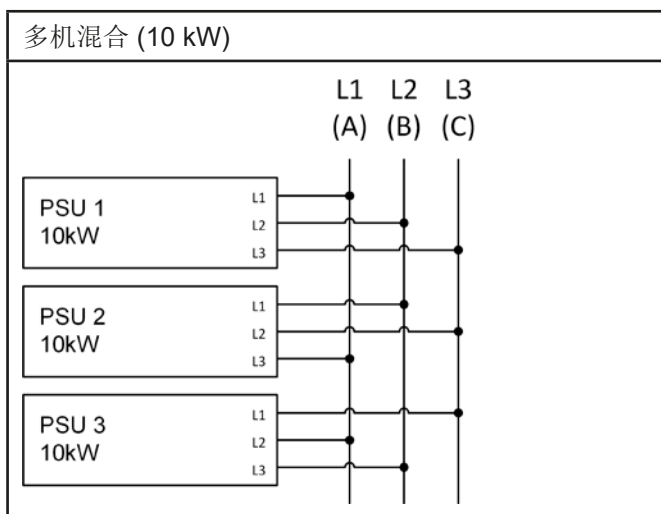 多机混合 (10 kW)
L1 L2 L3
(A) (B) (C)
PSU 1
10kW
L1
L2
L3
PSU 2
10kW
L1
L2
L3
PSU 3
10kW
L1
L2
L3